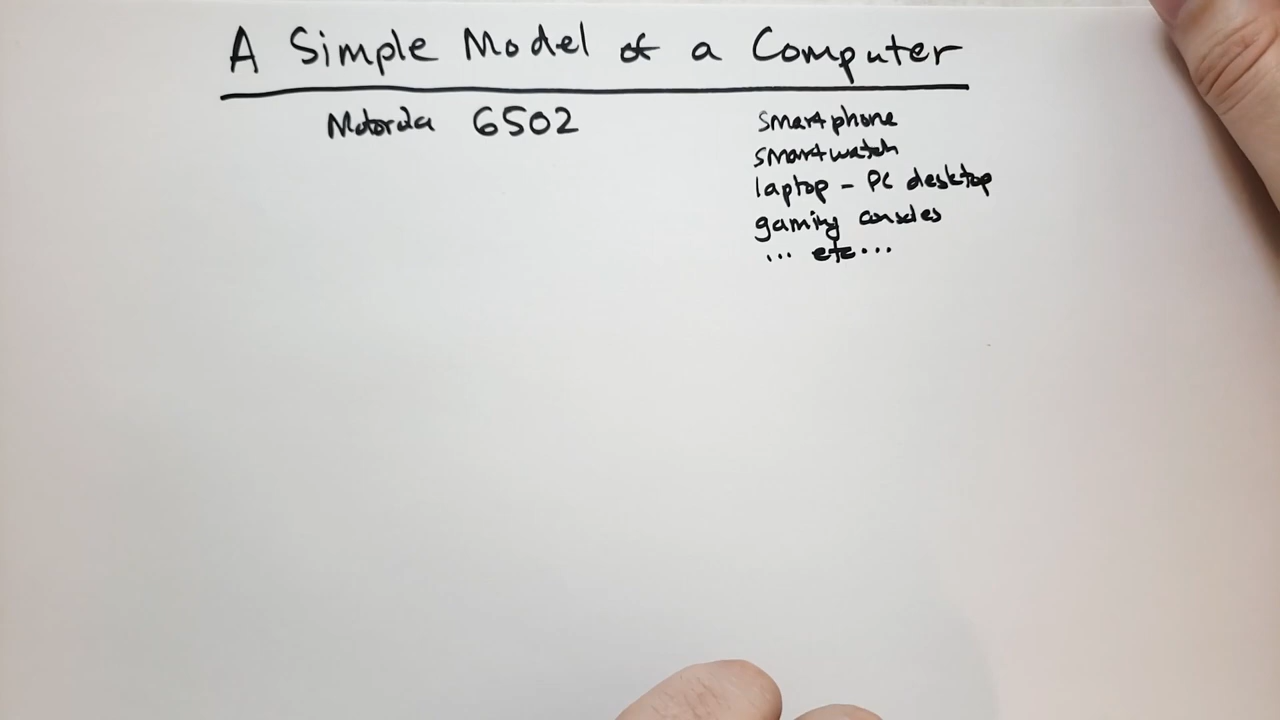 A Simple Model of a Computer
Motorola 6502
smartphone
smartwatch
laptop - PC desktop
gaming consoles
... etc...